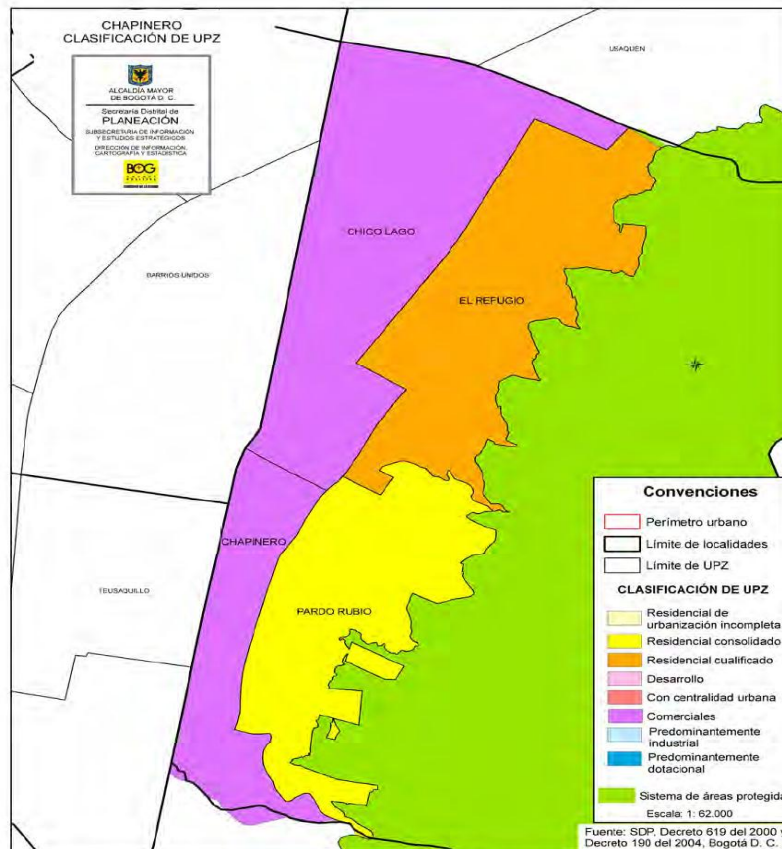 CHAPINERO
CLASIFICACIÓN DE UPZ
ALCALDÍA MAYOR
DE BOGOTÁ D. C.
Secretaría Distrital de
PLANEACIÓN
SUBSECRETARÍA DE INFORMACIÓN
Y ESTUDIOS ESTRATÉGICOS
DIRECCIÓN DE INFORMACIÓN,
CARTOGRAFÍA Y ESTADÍSTICA
BOG
USAQUEN
CHICO LAGO
BARRIOS UNIDOS
EL REFUGIO
CHAPINERO
TEUSAQUILLO
PARDO RUBIO
Convenciones
Perímetro urbano
Límite de localidades
Límite de UPZ
CLASIFICACIÓN DE UPZ
Residencial de
urbanización incompleta
Residencial consolidado
Residencial cualificado
Desarrollo
Con centralidad urbana
Comerciales
Predominantemente
industrial
Predominantemente
dotacional
Sistema de áreas protegida
Escala: 1: 62.000
Fuente: SDP, Decreto 619 del 2000 y
Decreto 190 del 2004, Bogotá D. C.